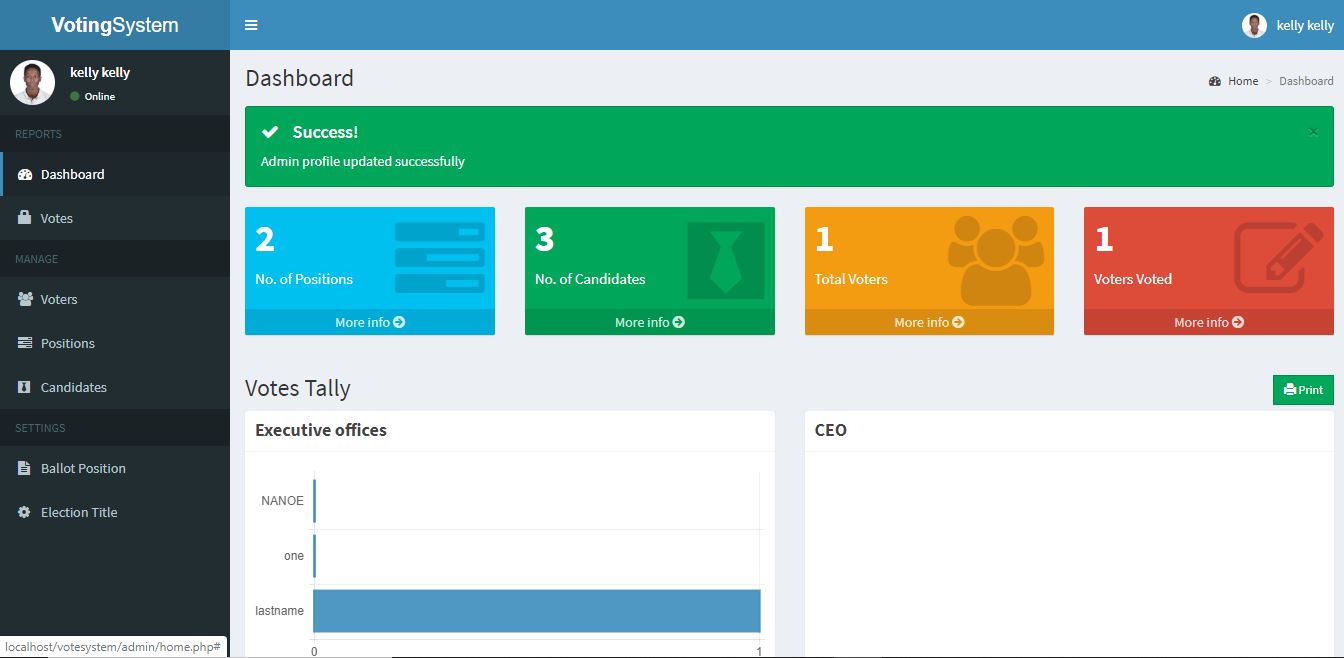 VotingSystem
kelly kelly
kelly kelly
Online
REPORTS
Dashboard
Votes
MANAGE
Voters
Positions
Candidates
SETTINGS
Ballot Position
Election Title
Dashboard
Home > Dashboard
Success!
×
Admin profile updated successfully
2
No. of Positions
More info
3
No. of Candidates
More info
1
Total Voters
More info
1
Voters Voted
More info
Votes Tally
Print
Executive offices
NANOE
one
lastname
0 1
CEO
localhost/votesystem/admin/home.php#